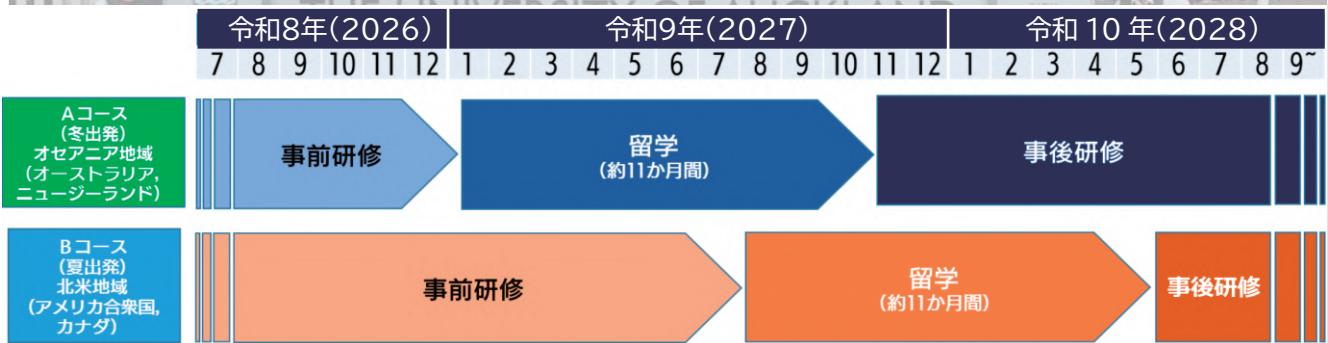 THE UNIVERSITY OF AUCKLAND
令和8年(2026) 令和9年(2027) 令和10年(2028)
7 8 9 10 11 12 1 2 3 4 5 6 7 8 9 10 11 12 1 2 3 4 5 6 7 8 9~
Aコース
(冬出発)
オセアニア地域
(オーストラリア,
ニュージーランド)
事前研修
留学
(約11か月間)
事後研修
Bコース
(夏出発)
北米地域
(アメリカ合衆国,
カナダ)
事前研修
留学
(約11か月間)
事後研修